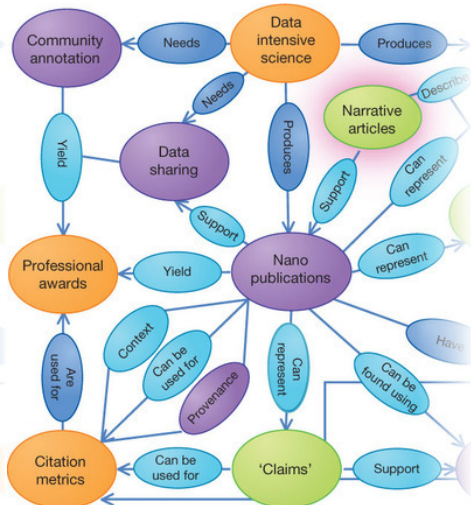 Community
annotation
Needs
Data
intensive
science
Produces
Describe
Narrative
articles
Needs
Yield
Data
sharing
Produces
Can
represent
Support
Support
Professional
awards
Yield
Nano
publications
Can
represent
Context
Can be
used for
Provenance
Can
represent
Have
Can be
found using
Are
used for
Citation
metrics
Can be
used for
'Claims'
Support